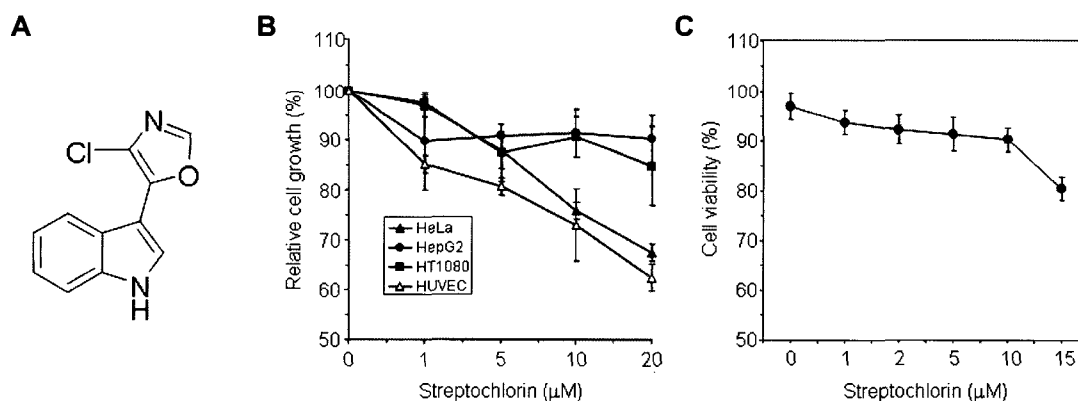 A
N
Cl
O
N
H
B
Relative cell growth (%)
110
100
90
80
70
60
50
HeLa
HepG2
HT1080
HUVEC
0 1 5 10 20
Streptochlorin (μM)
C
Cell viability (%)
110
100
90
80
70
60
50
0 1 2 5 10 15
Streptochlorin (μM)